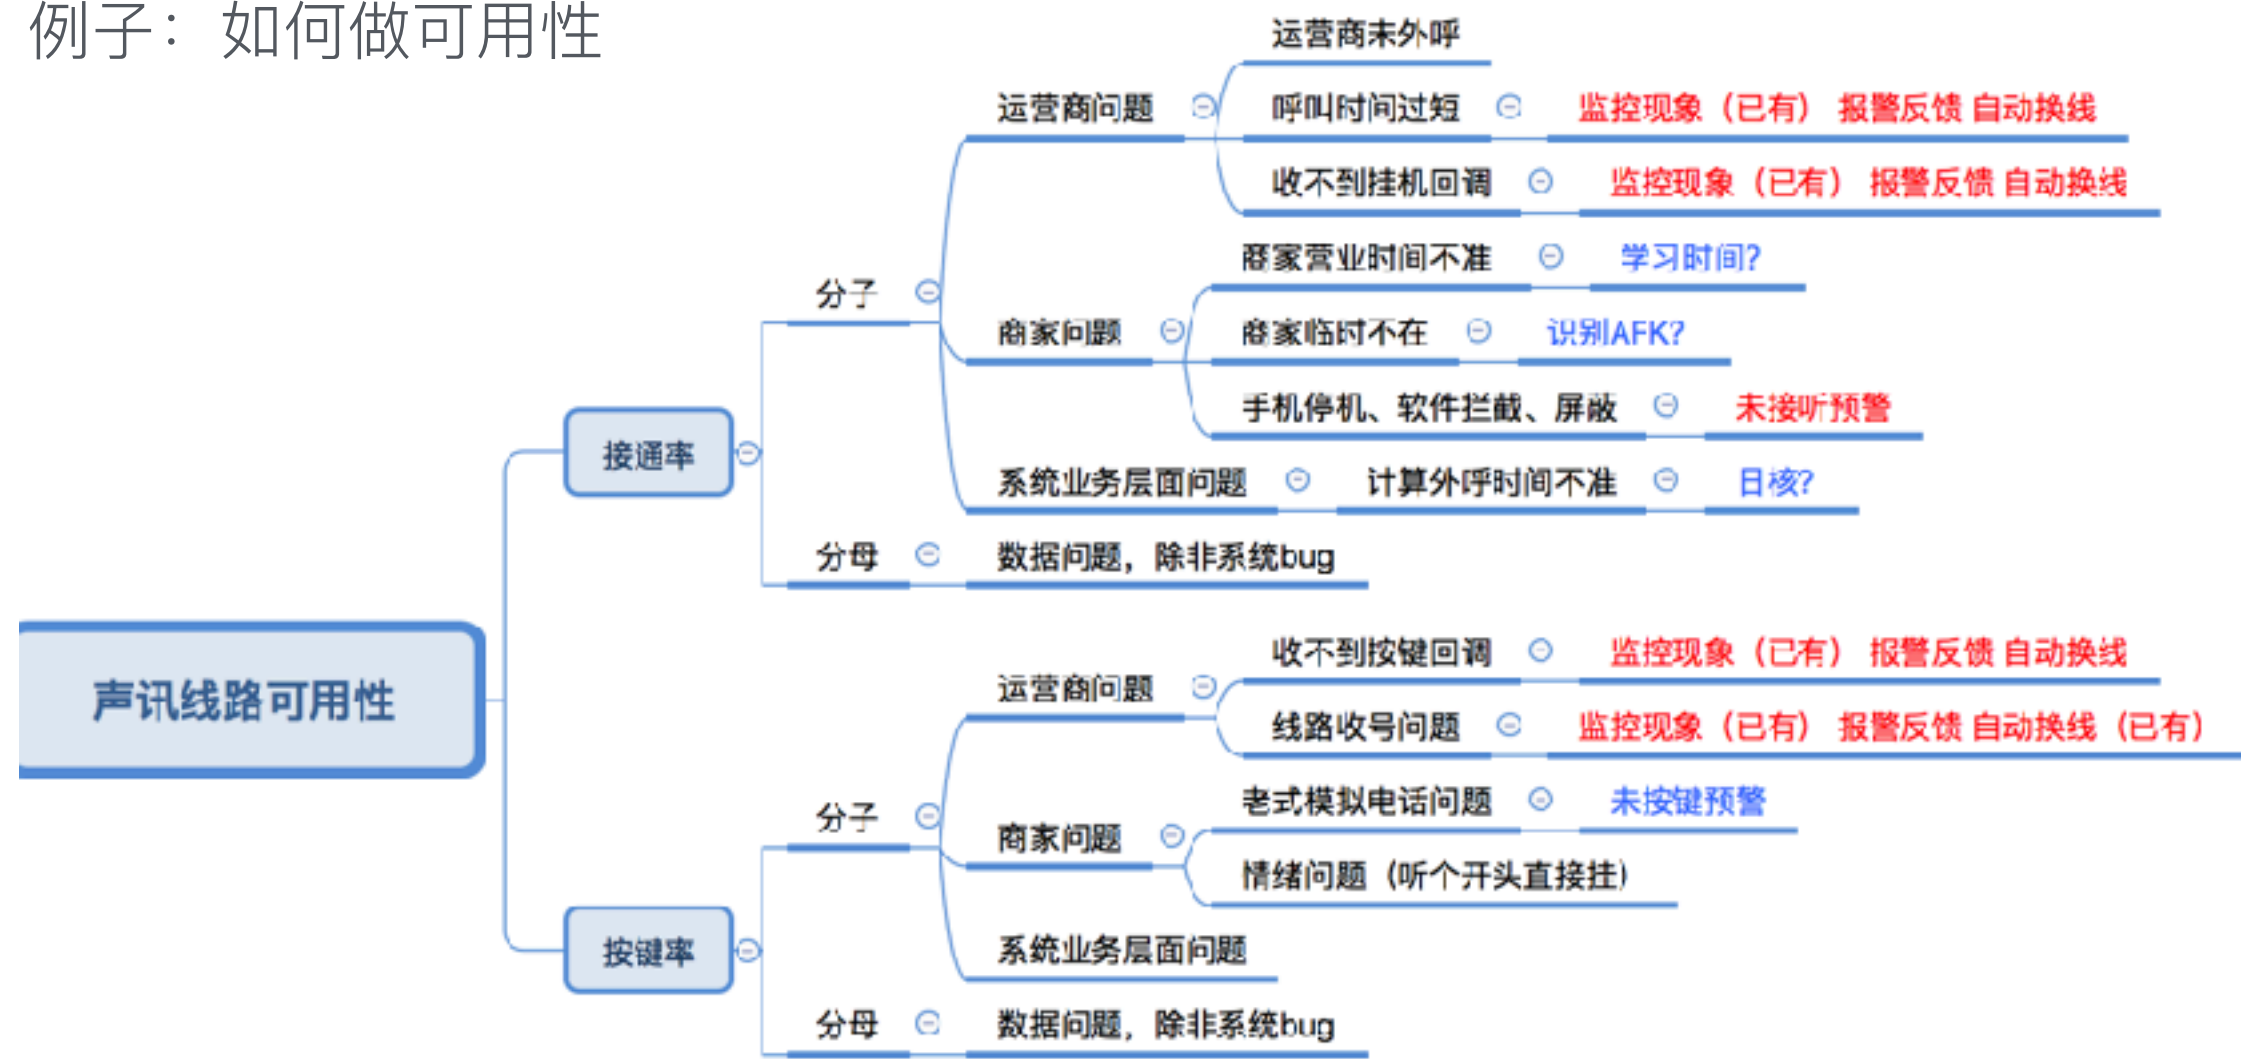 例子：如何做可用性
声讯线路可用性
接通率
分子
运营商问题
运营商未外呼
呼叫时间过短
监控现象（已有） 报警反馈 自动换线
收不到挂机回调
监控现象（已有） 报警反馈 自动换线
商家问题
商家营业时间不准
学习时间?
商家临时不在
识别AFK?
手机停机、软件拦截、屏蔽
未接听预警
系统业务层面问题
计算外呼时间不准
日核?
分母
数据问题，除非系统bug
按键率
分子
运营商问题
收不到按键回调
监控现象（已有） 报警反馈 自动换线
线路收号问题
监控现象（已有） 报警反馈 自动换线（已有）
商家问题
老式模拟电话问题
未按键预警
情绪问题（听个开头直接挂）
系统业务层面问题
分母
数据问题，除非系统bug